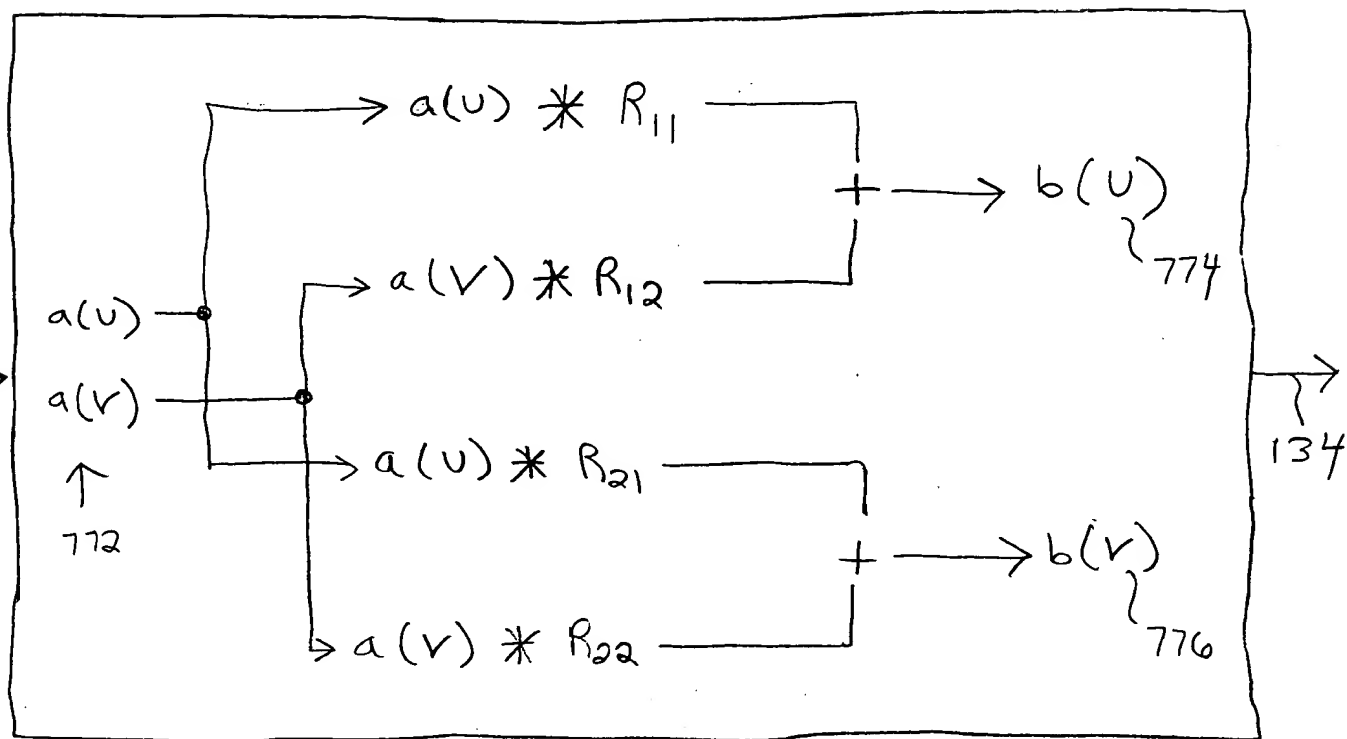 a(U) * R11
b(U)
774
a(V) * R12
a(U)
a(V)
772
134
a(U) * R21
b(V)
776
a(V) * R22
+
+